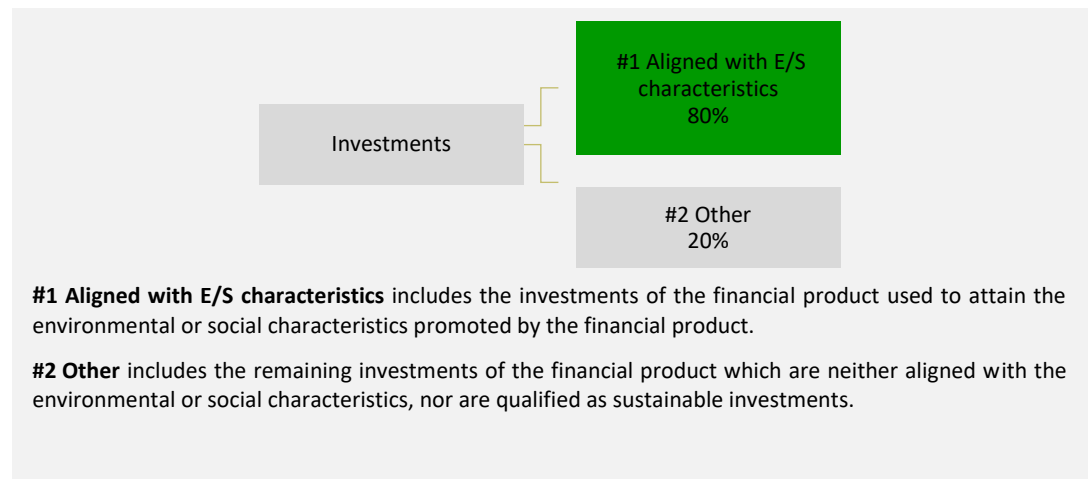 #1 Aligned with E/S
characteristics
80%
Investments
#2 Other
20%
#1 Aligned with E/S characteristics includes the investments of the financial product used to attain the
environmental or social characteristics promoted by the financial product.
#2 Other includes the remaining investments of the financial product which are neither aligned with the
environmental or social characteristics, nor are qualified as sustainable investments.